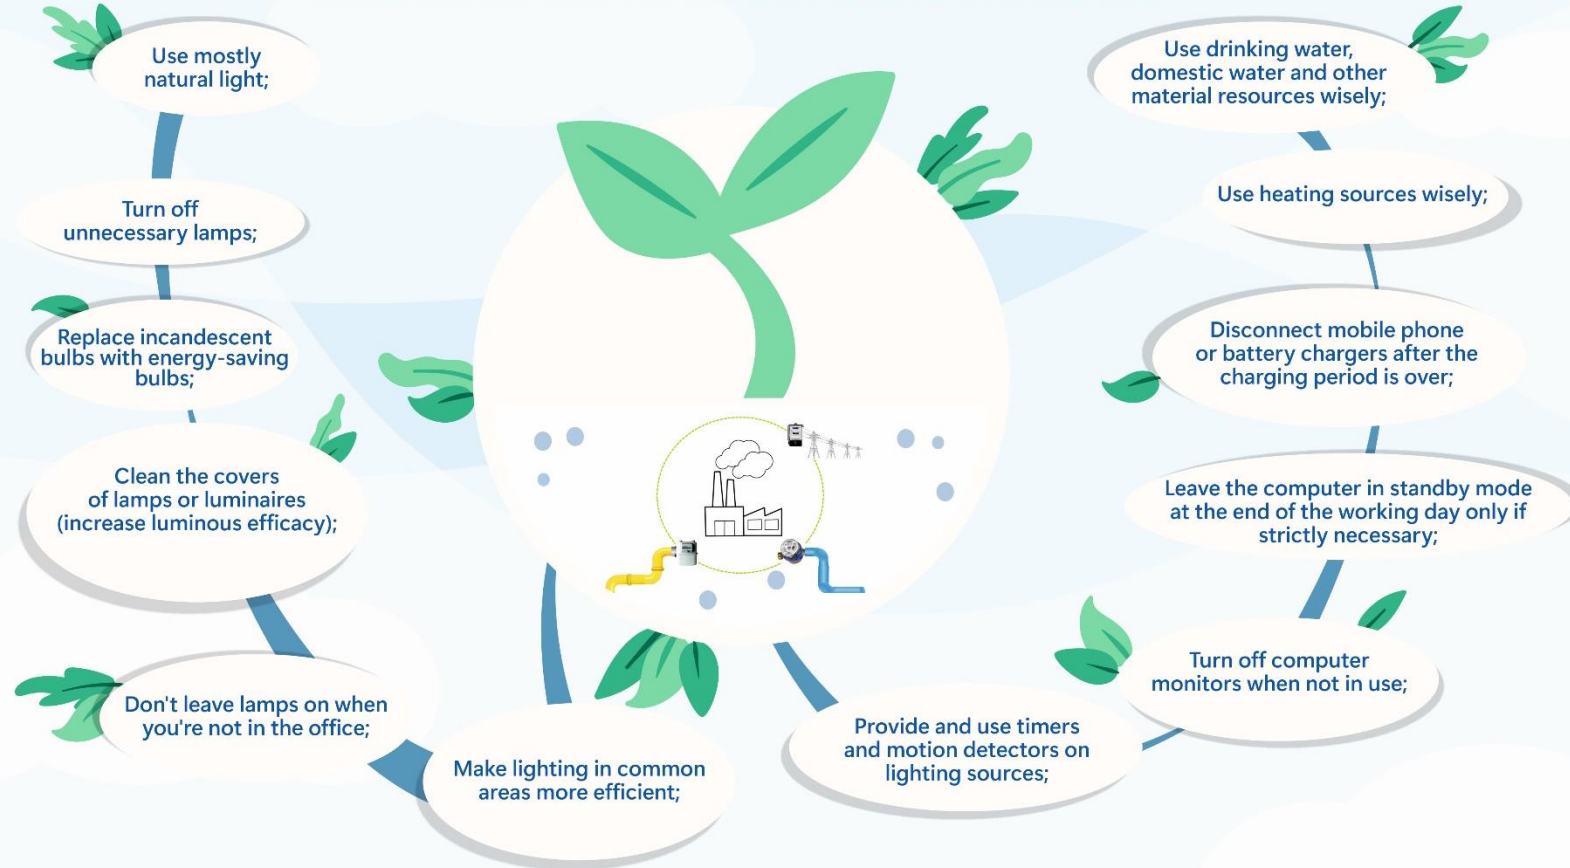 Use mostly
natural light;
Turn off
unnecessary lamps;
Replace incandescent
bulbs with energy-saving
bulbs;
Clean the covers
of lamps or luminaires
(increase luminous efficacy);
Don't leave lamps on when
you're not in the office;
Make lighting in common
areas more efficient;
Provide and use timers
and motion detectors on
lighting sources;
Turn off computer
monitors when not in use;
Leave the computer in standby mode
at the end of the working day only if
strictly necessary;
Disconnect mobile phone
or battery chargers after the
charging period is over;
Use heating sources wisely;
Use drinking water,
domestic water and other
material resources wisely;